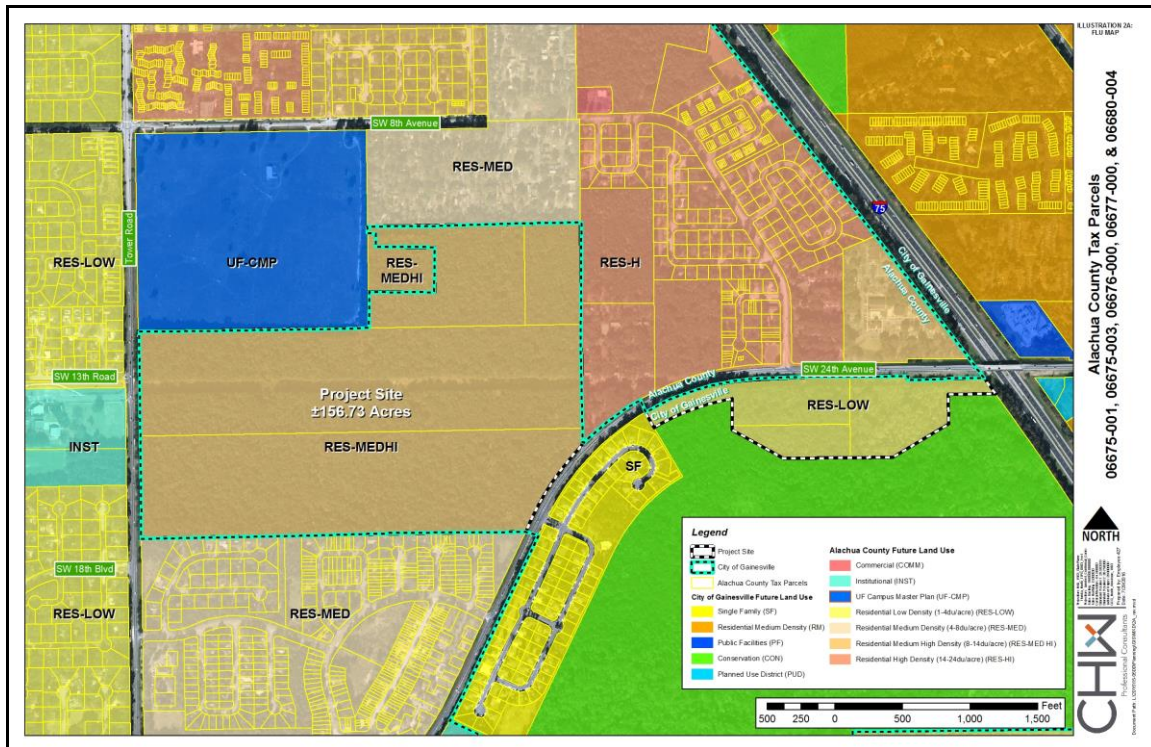 ILLUSTRATION 2A:
FLU MAP
Alachua County Tax Parcels
06675-001, 06675-003, 06676-000, 06677-000, & 06680-004
SW 8th Avenue
RES-MED
Tower Road
RES-LOW
UF-CMP
RES-
MEDHI
RES-H
75
City of Gainesville
Alachua County
SW 13th Road
SW 24th Avenue
Project Site
±156.73 Acres
Alachua County
City of Gainesville
RES-LOW
INST
RES-MEDHI
SF
SW 18th Blvd
RES-LOW
RES-MED
Legend
Project Site
City of Gainesville
Alachua County Tax Parcels
City of Gainesville Future Land Use
Single Family (SF)
Residential Medium Density (RM)
Public Facilities (PF)
Conservation (CON)
Planned Use District (PUD)
Alachua County Future Land Use
Commercial (COMM)
Institutional (INST)
UF Campus Master Plan (UF-CMP)
Residential Low Density (1-4du/acre) (RES-LOW)
Residential Medium Density (4-8du/acre) (RES-MED)
Residential Medium High Density (8-14du/acre) (RES-MED HI)
Residential High Density (14-24du/acre) (RES-HI)
Feet
500 250 0 500 1,000 1,500
NORTH
CHW
Professional Consultants